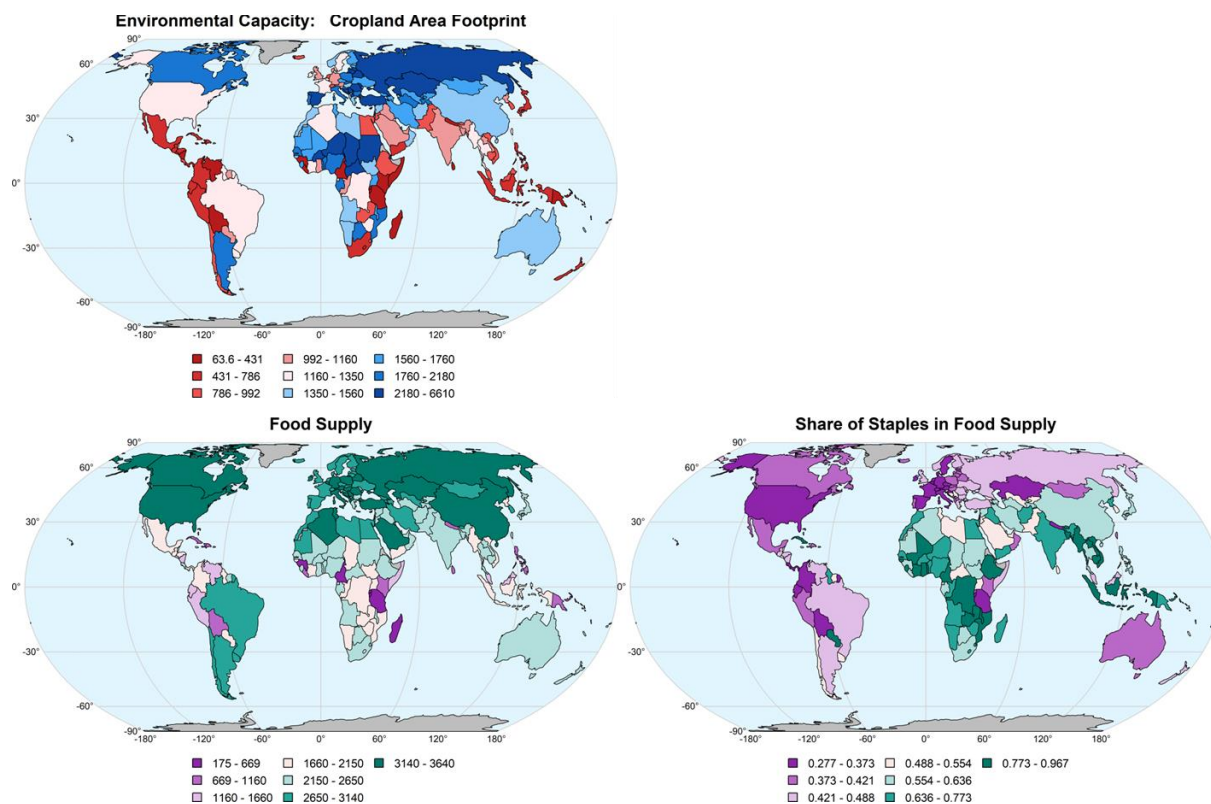 Environmental Capacity: Cropland Area Footprint
90°
60°
30°
0°
-30°
-60°
-90°
-180° -120° -60° 0° 60° 120° 180°
63.6 - 431 992 - 1160 1560 - 1760
431 - 786 1160 - 1350 1760 - 2180
786 - 992 1350 - 1560 2180 - 6610
Food Supply Share of Staples in Food Supply
90° 90°
60° 60°
30° 30°
0° 0°
-30° -30°
-60° -60°
-90° -90°
-180° -120° -60° 0° 60° 120° 180° -180° -120° -60° 0° 60° 120° 180°
175 - 669 1660 - 2150 3140 - 3640 0.277 - 0.373 0.488 - 0.554 0.773 - 0.967
669 - 1160 2150 - 2650 0.373 - 0.421 0.554 - 0.636
1160 - 1660 2650 - 3140 0.421 - 0.488 0.636 - 0.773